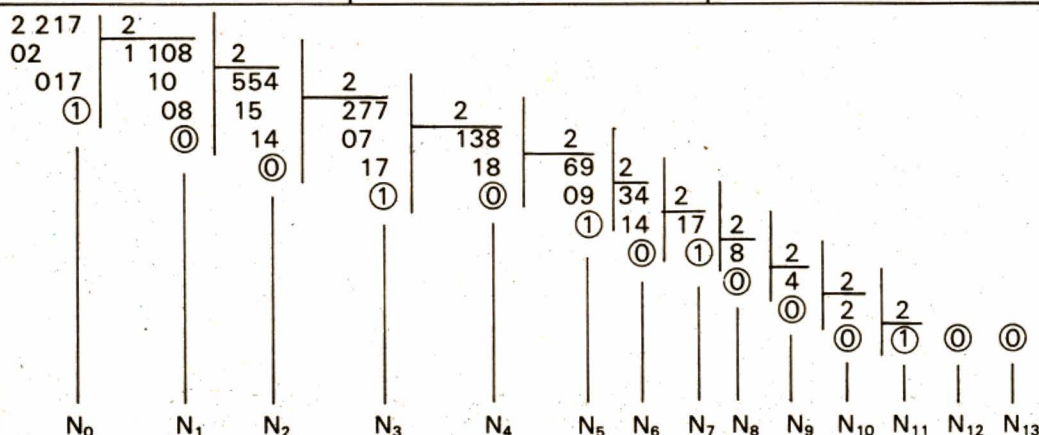 2 217 2
02 1 108 2
017 10 554 2
① 08 15 277 2
⓪ 14 07 138 2
⓪ 17 18 69 2
① ⓪ 09 34 2
① 14 17 2
⓪ ① 8 2
⓪ 4 2
⓪ 2 2
⓪ ① ⓪ ⓪
N₀ N₁ N₂ N₃ N₄ N₅ N₆ N₇ N₈ N₉ N₁₀ N₁₁ N₁₂ N₁₃